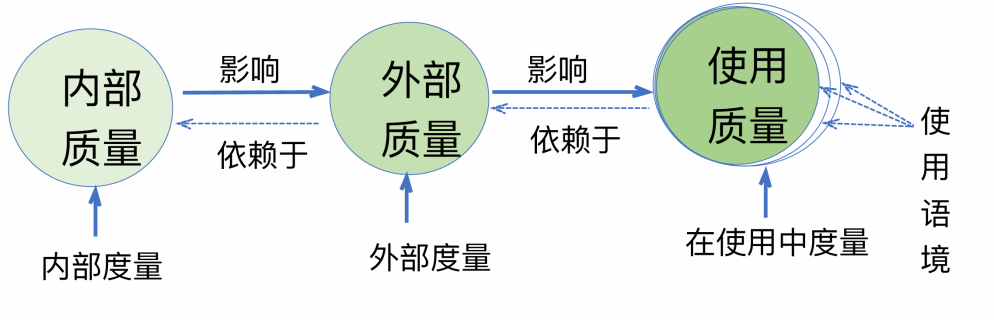 内部
质量
影响
依赖于
外部
质量
影响
依赖于
使用
质量
使
用
语
境
内部度量
外部度量
在使用中度量